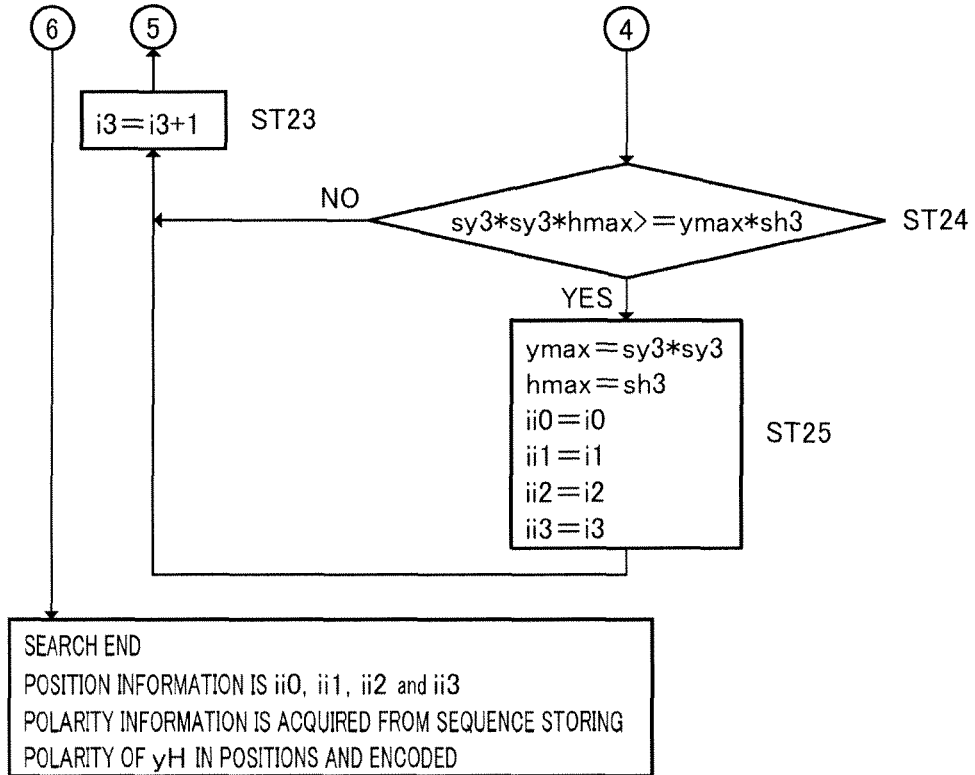 6
5
4
i3=i3+1
ST23
NO
sy3*sy3*hmax>=ymax*sh3
ST24
YES
ymax=sy3*sy3
hmax=sh3
ii0=i0
ii1=i1
ii2=i2
ii3=i3
ST25
SEARCH END
POSITION INFORMATION IS ii0, ii1, ii2 and ii3
POLARITY INFORMATION IS ACQUIRED FROM SEQUENCE STORING
POLARITY OF yH IN POSITIONS AND ENCODED